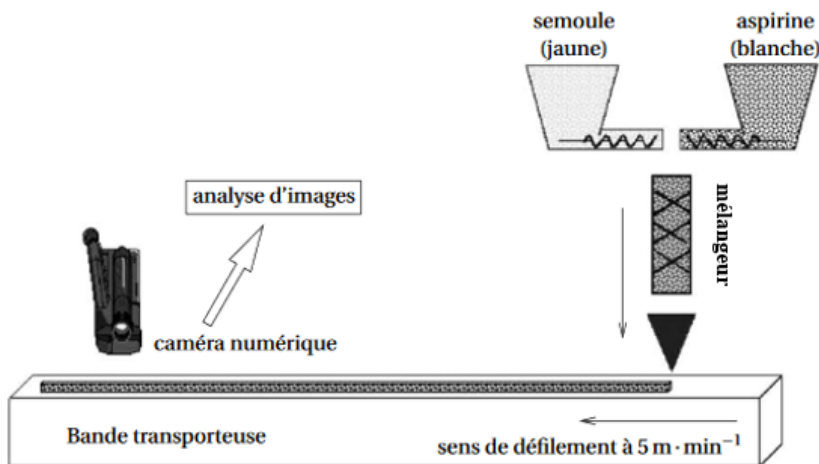 semoule
(jaune)
aspirine
(blanche)
mélangeur
analyse d'images
caméra numérique
Bande transporteuse
sens de défilement à 5 m · min⁻¹